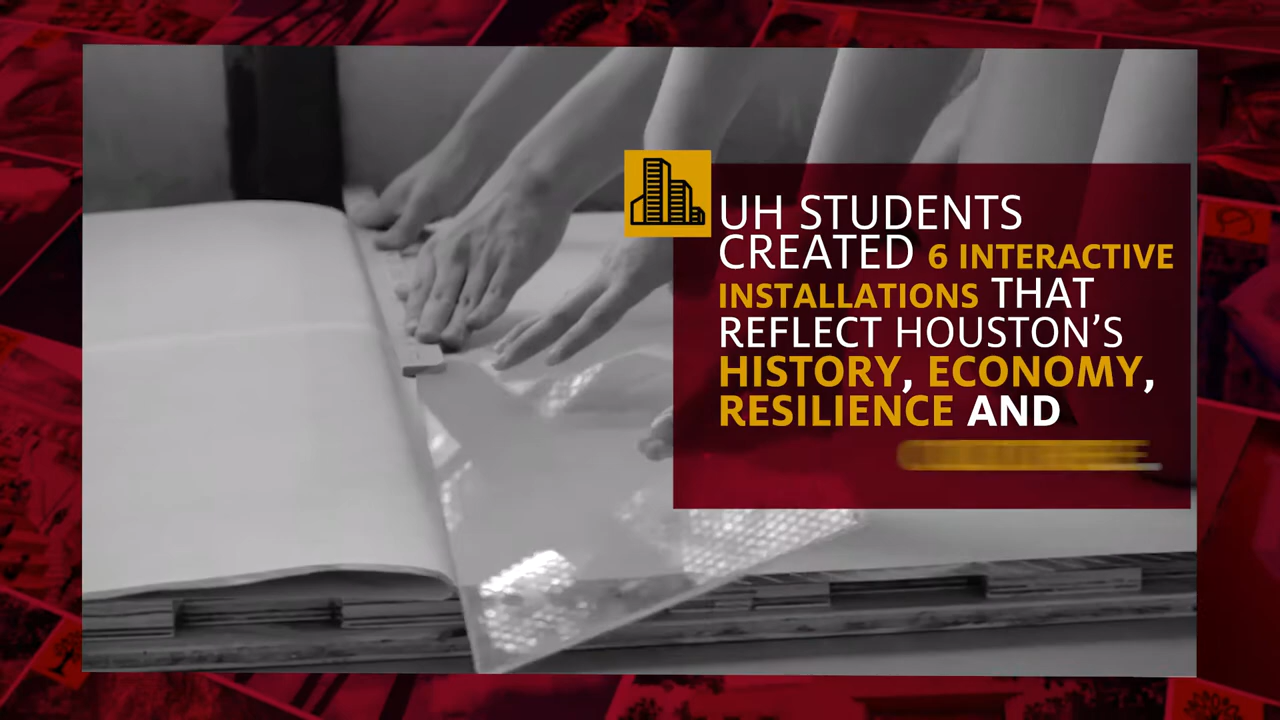 UH STUDENTS
CREATED 6 INTERACTIVE
INSTALLATIONS THAT
REFLECT HOUSTON’S
HISTORY, ECONOMY,
RESILIENCE AND